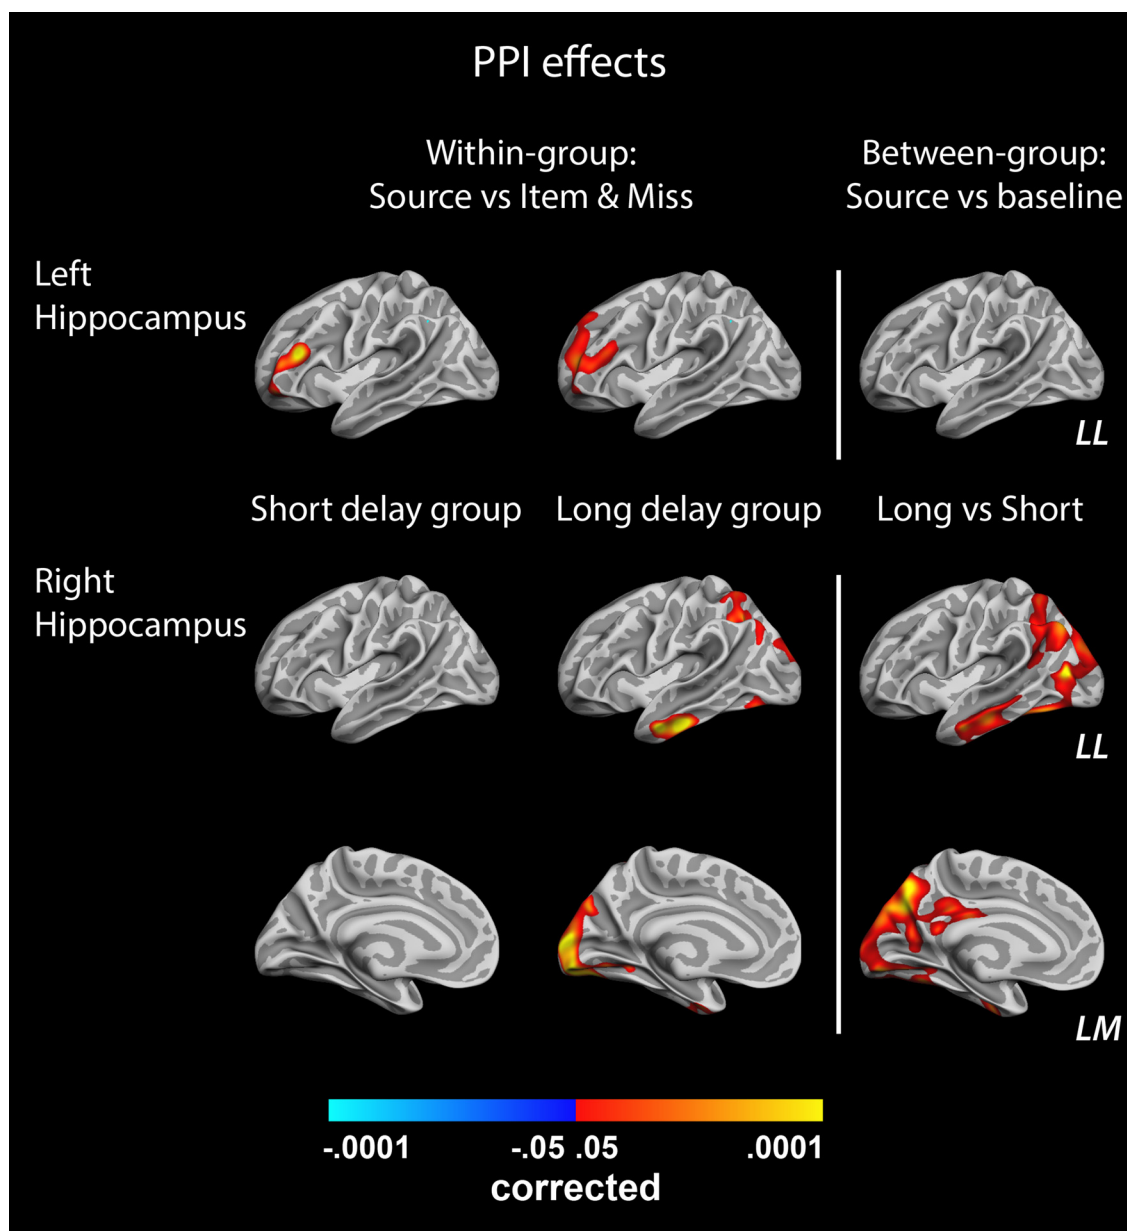 PPI effects
Within-group:
Source vs Item & Miss
Between-group:
Source vs baseline
Left
Hippocampus
LL
Short delay group
Long delay group
Long vs Short
Right
Hippocampus
LL
LM
-.0001
-.05
.05
.0001
corrected